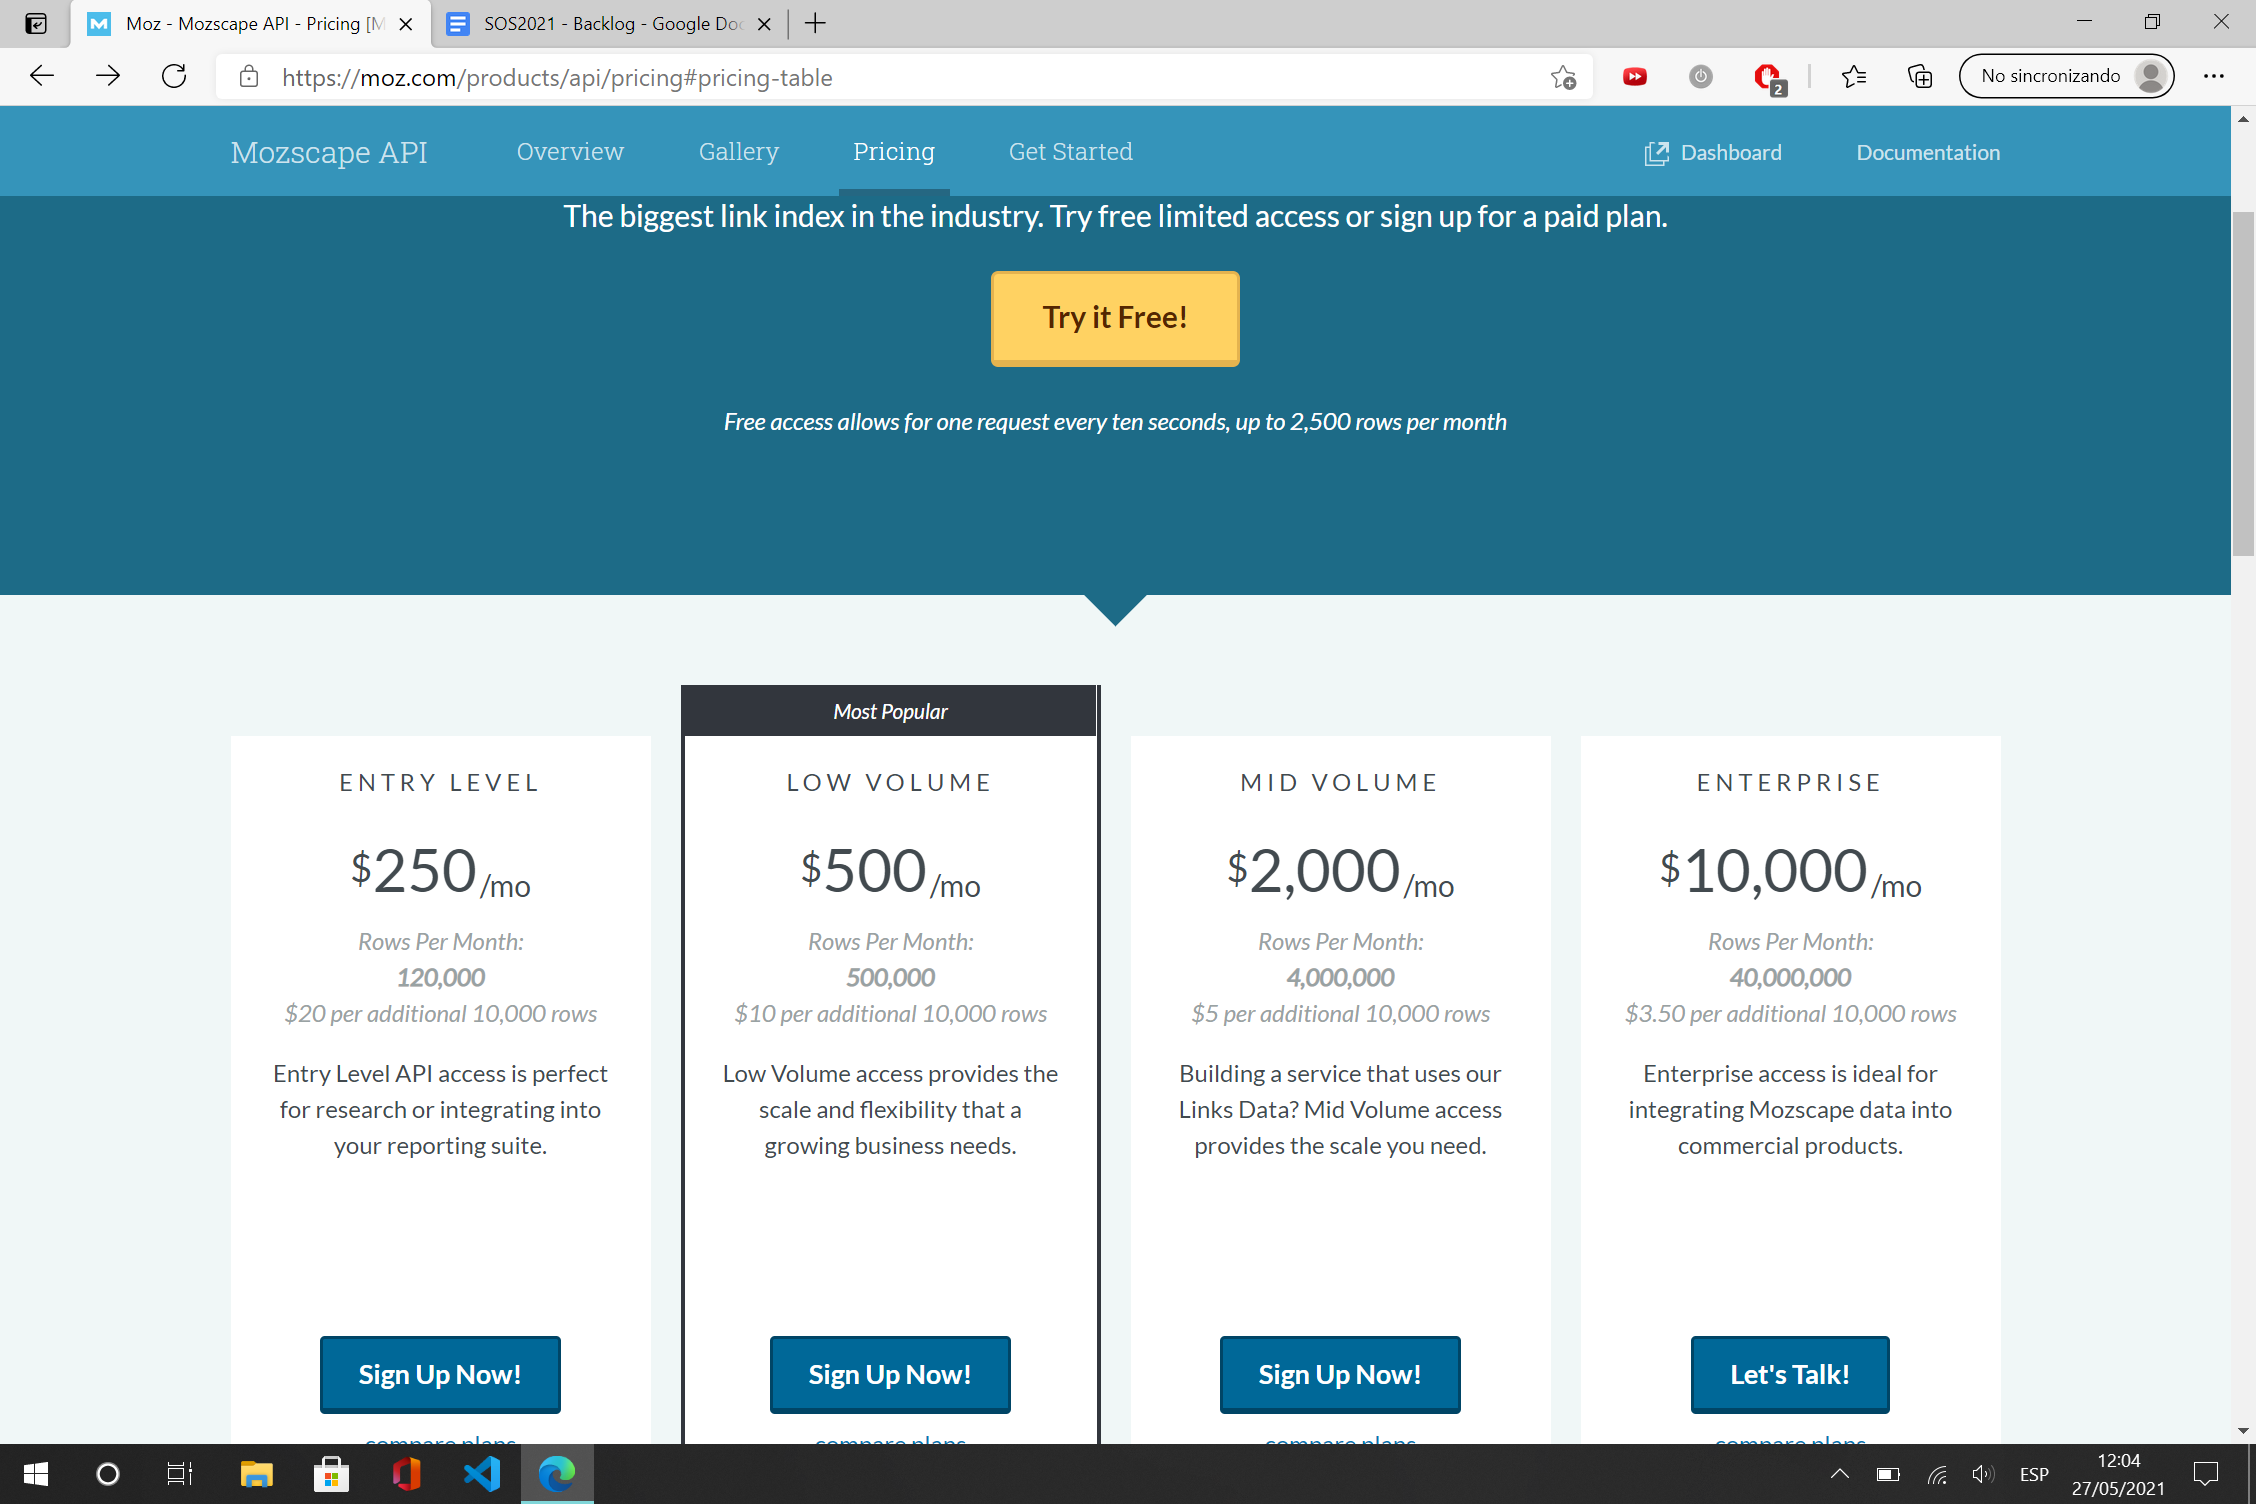 Moz - Mozscape API - Pricing [M
SOS2021 - Backlog - Google Doc
https://moz.com/products/api/pricing#pricing-table
2
No sincronizando
Mozscape API
Overview
Gallery
Pricing
Get Started
Dashboard
Documentation
The biggest link index in the industry. Try free limited access or sign up for a paid plan.
Try it Free!
Free access allows for one request every ten seconds, up to 2,500 rows per month
Most Popular
ENTRY LEVEL
$250/mo
Rows Per Month:
120,000
$20 per additional 10,000 rows
Entry Level API access is perfect
for research or integrating into
your reporting suite.
Sign Up Now!
compare plans
LOW VOLUME
$500/mo
Rows Per Month:
500,000
$10 per additional 10,000 rows
Low Volume access provides the
scale and flexibility that a
growing business needs.
Sign Up Now!
compare plans
MID VOLUME
$2,000/mo
Rows Per Month:
4,000,000
$5 per additional 10,000 rows
Building a service that uses our
Links Data? Mid Volume access
provides the scale you need.
Sign Up Now!
compare plans
ENTERPRISE
$10,000/mo
Rows Per Month:
40,000,000
$3.50 per additional 10,000 rows
Enterprise access is ideal for
integrating Mozscape data into
commercial products.
Let's Talk!
compare plans
ESP
12:04
27/05/2021